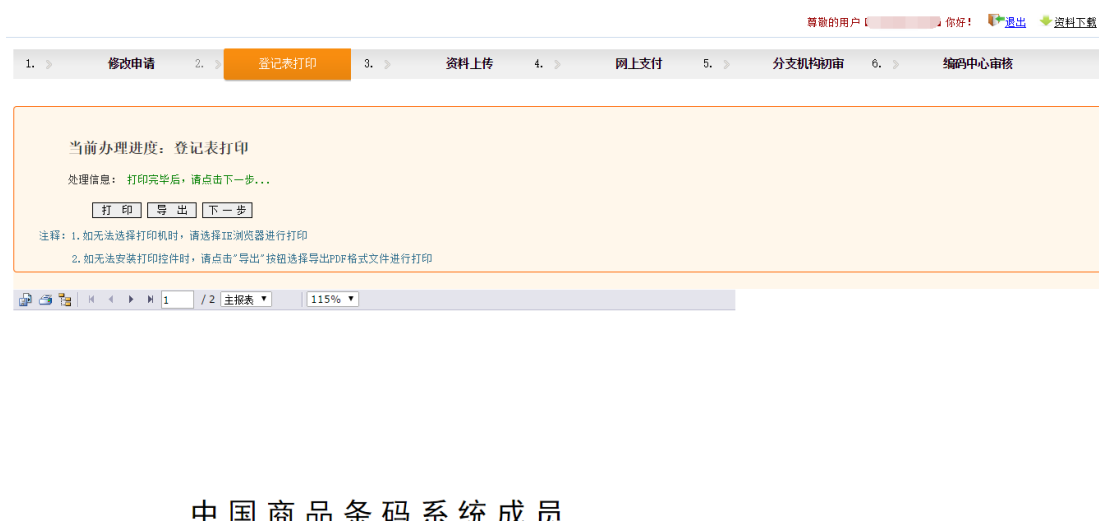 尊敬的用户【 】你好! 退出 资料下载
1. 修改申请 2. 登记表打印 3. 资料上传 4. 网上支付 5. 分支机构初审 6. 编码中心审核
当前办理进度：登记表打印
处理信息： 打印完毕后，请点击下一步...
打 印 导 出 下一步
注释：1.如无法选择打印机时，请选择IE浏览器进行打印
2.如无法安装打印控件时，请点击"导出"按钮选择导出PDF格式文件进行打印
1 / 2 主报表 115%
中国商品条码系统成员